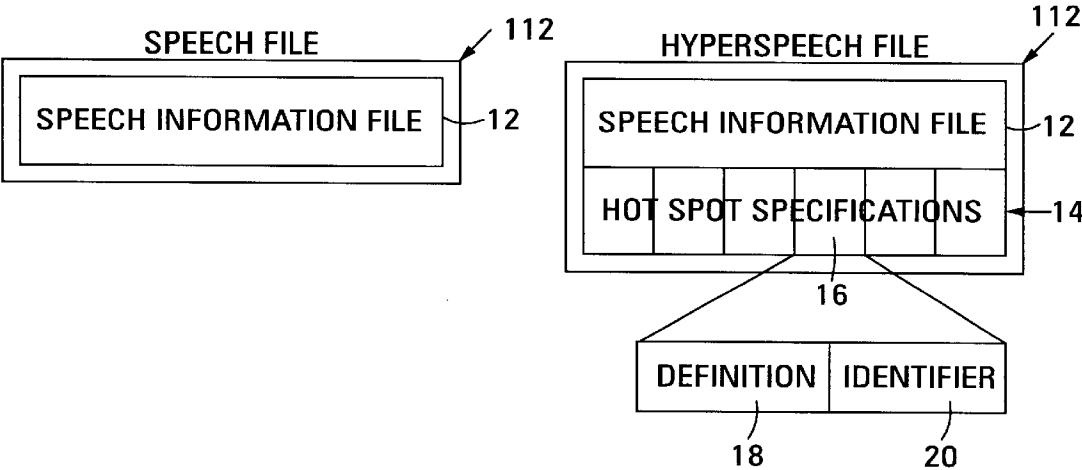 SPEECH FILE
112
SPEECH INFORMATION FILE
12
HYPERSPEECH FILE
112
SPEECH INFORMATION FILE
12
HOT SPOT SPECIFICATIONS
14
16
DEFINITION
IDENTIFIER
18
20